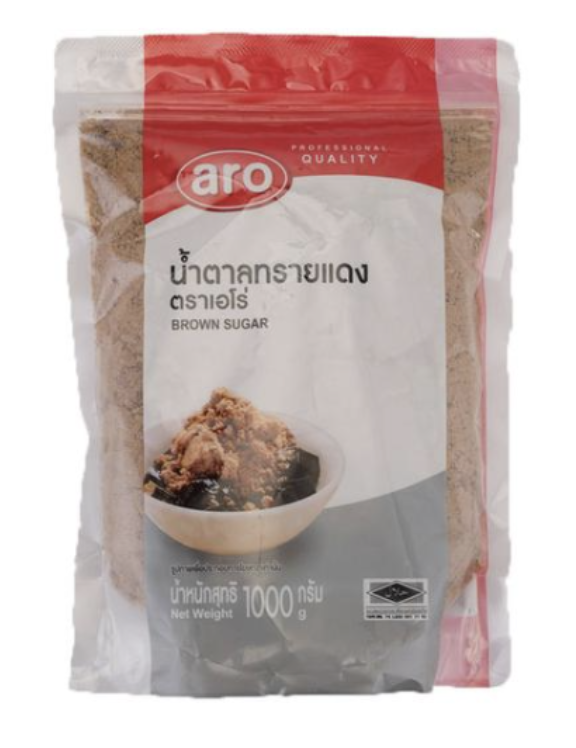 PROFESSIONAL
QUALITY
aro
น้ำตาลทรายแดง
ตราเอโร่
BROWN SUGAR
น้ำหนักสุทธิ 1000 กรัม
Net Weight g